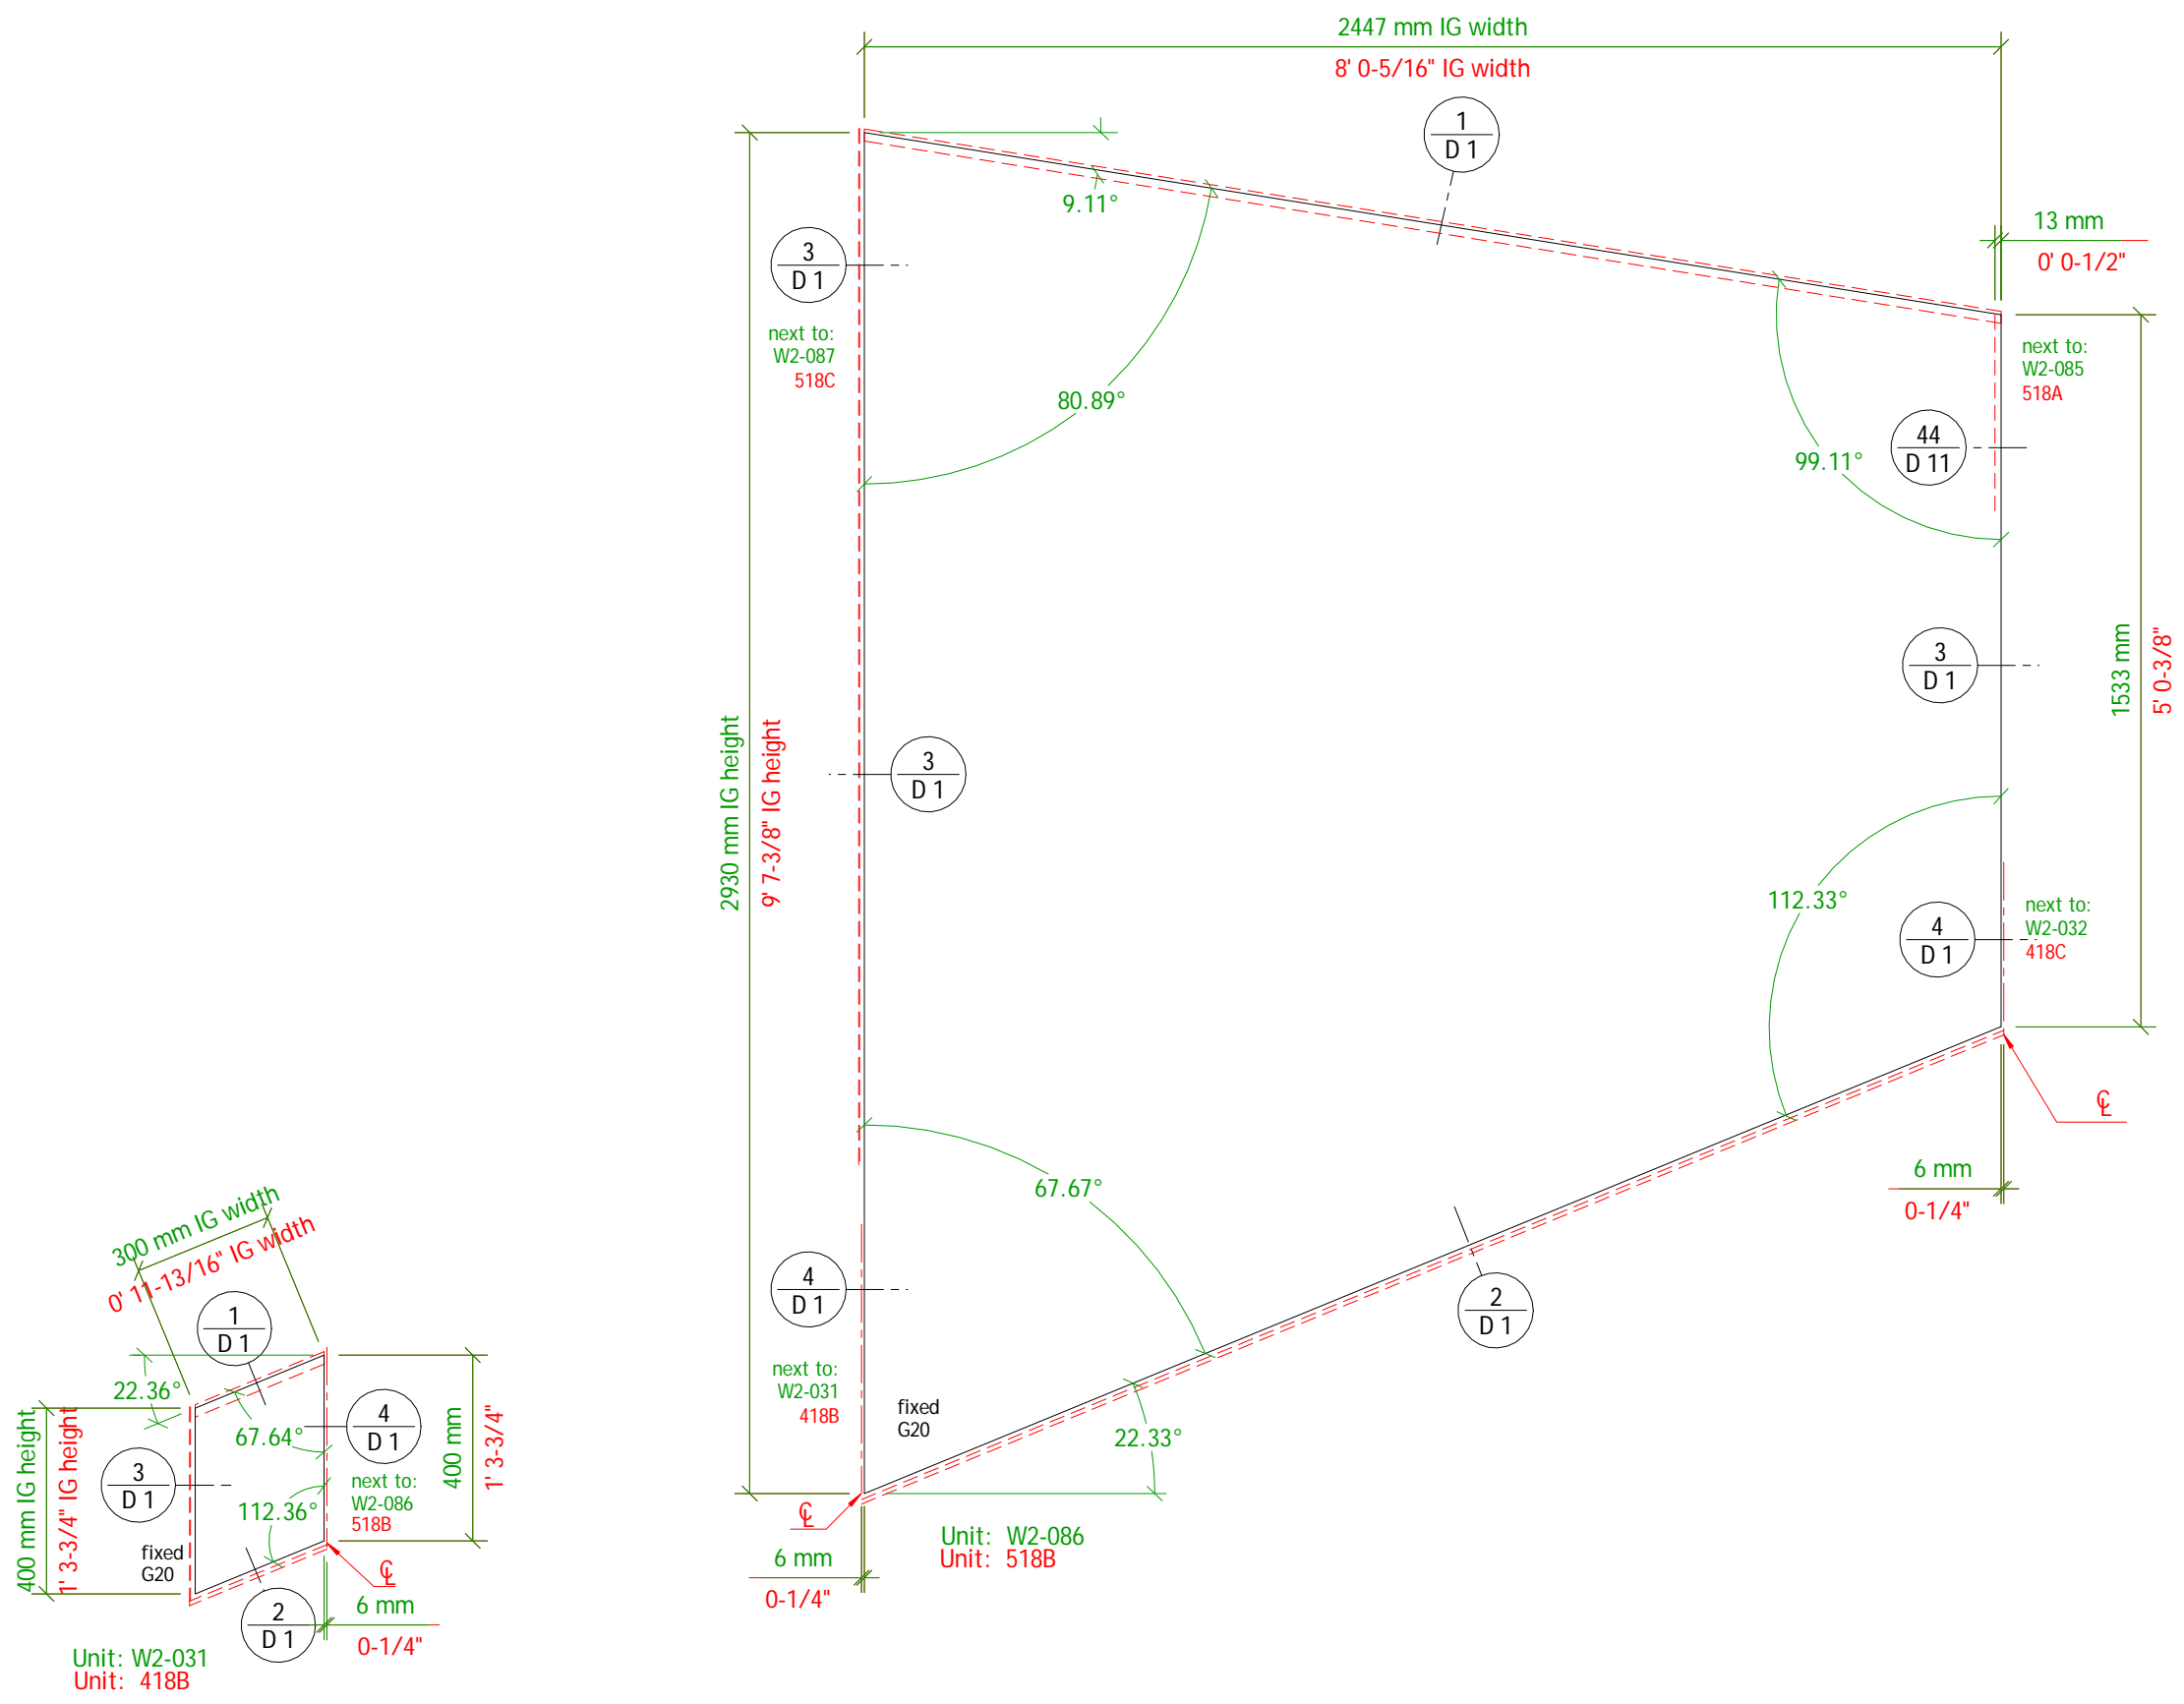 2447 mm IG width
8' 0-5/16" IG width
1
D 1
9.11°
13 mm
0' 0-1/2"
3
D 1
next to:
W2-087
518C
80.89°
next to:
W2-085
518A
44
D 11
99.11°
3
D 1
1533 mm
5' 0-3/8"
2930 mm IG height
9' 7-3/8" IG height
3
D 1
112.33°
4
D 1
next to:
W2-032
418C
℄
6 mm
0-1/4"
67.67°
4
D 1
2
D 1
next to:
W2-031
418B
fixed
G20
22.33°
℄
6 mm
0-1/4"
Unit: W2-086
Unit: 518B
300 mm IG width
0' 11-13/16" IG width
1
D 1
22.36°
67.64°
4
D 1
400 mm
1' 3-3/4"
400 mm IG height
1' 3-3/4" IG height
3
D 1
next to:
W2-086
518B
112.36°
fixed
G20
℄
2
D 1
6 mm
0-1/4"
Unit: W2-031
Unit: 418B